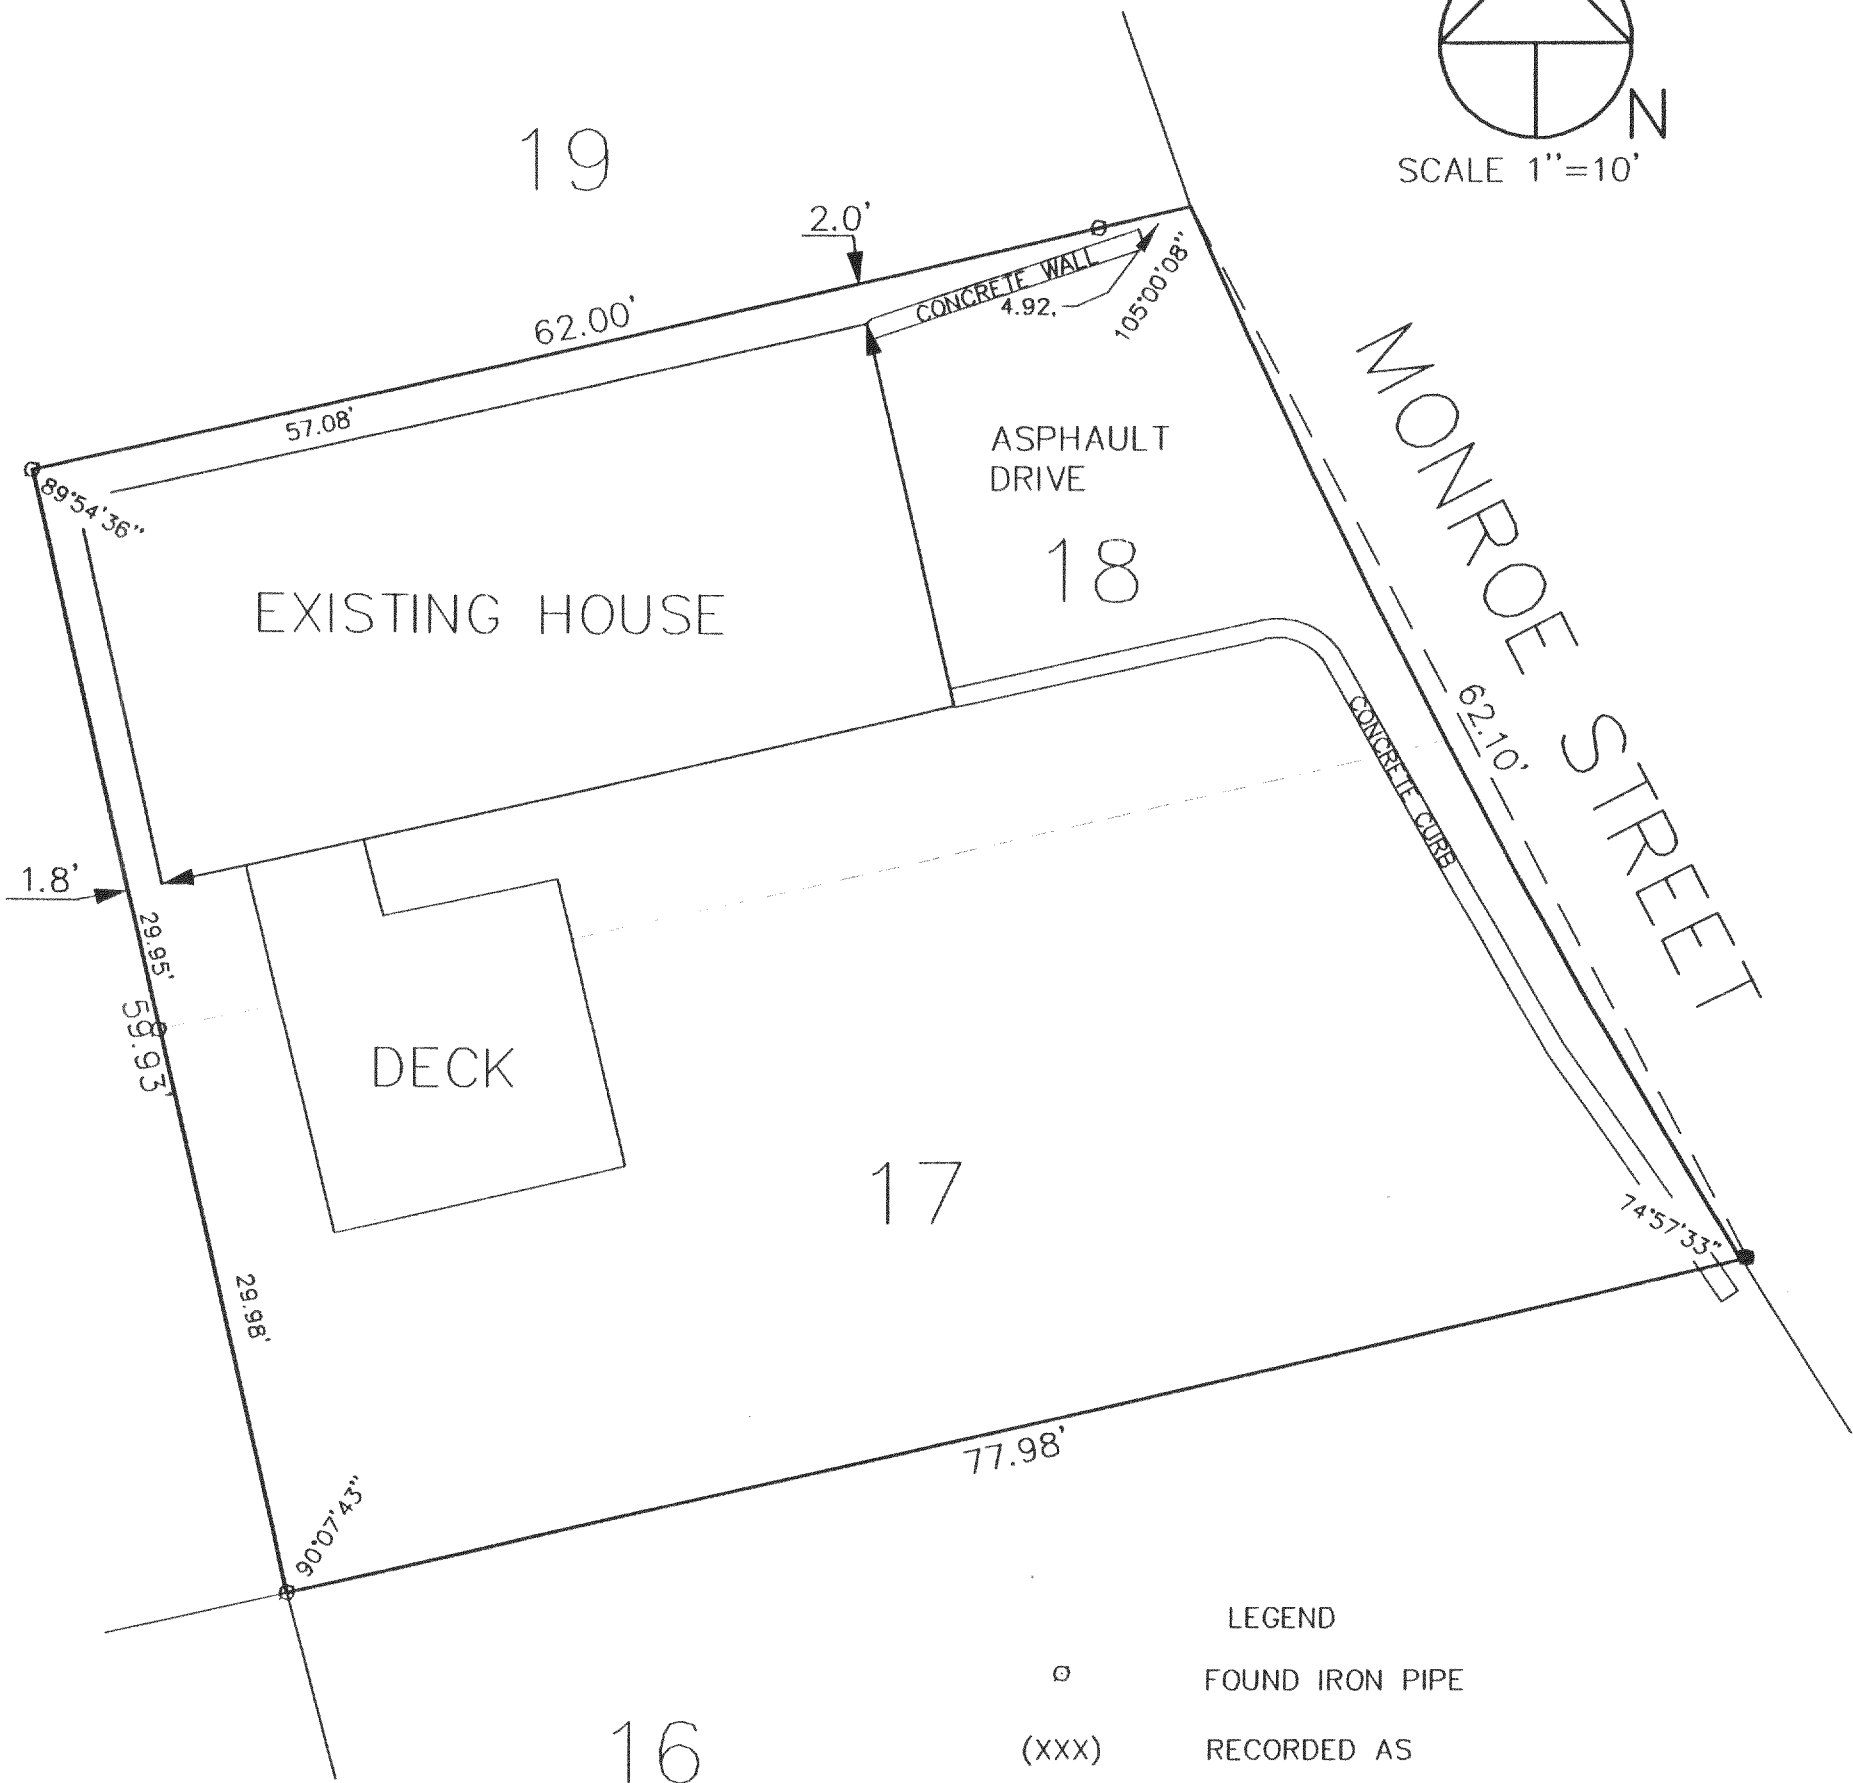 N
SCALE 1"=10'
19
2.0'
62.00'
CONCRETE WALL
4.92,
105°00'08"
57.08'
89°54'36"
ASPHAULT
DRIVE
18
EXISTING HOUSE
MONROE STREET
62.10'
CONCRETE CURB
1.8'
29.95'
59.93'
DECK
17
74°57'33"
29.98'
77.98'
90°07'43"
LEGEND
ø FOUND IRON PIPE
(XXX) RECORDED AS
16